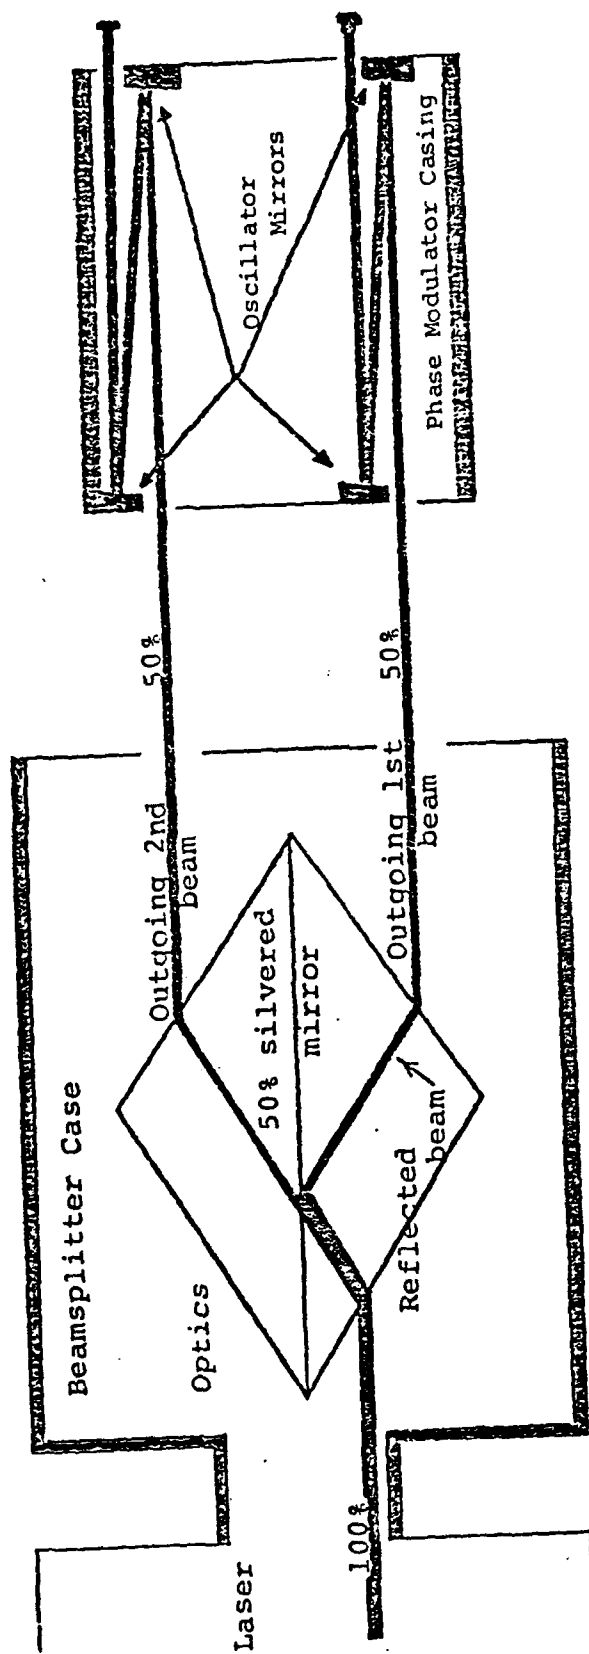 Laser
100%
Beamsplitter Case
Optics
Reflected
beam
50% silvered
mirror
Outgoing 2nd
beam
Outgoing 1st
beam
50%
50%
Oscillator
Mirrors
Phase Modulator Casing